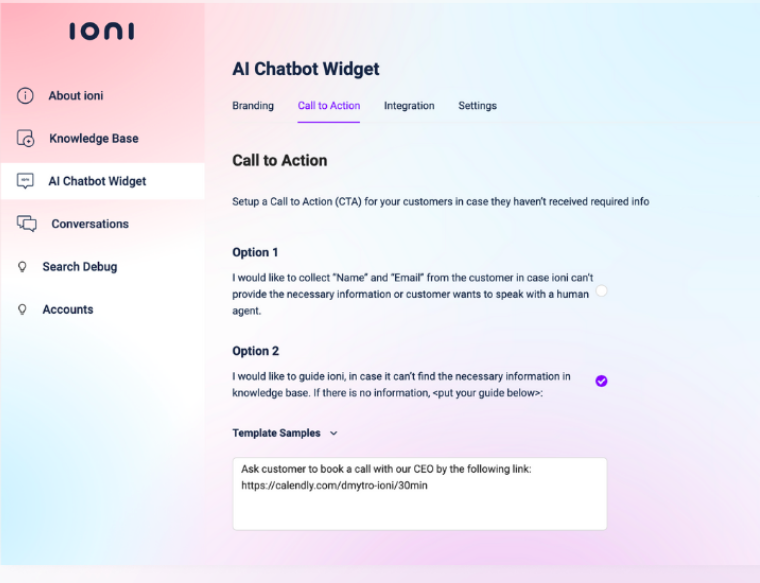 ioni
About ioni
Knowledge Base
AI Chatbot Widget
Conversations
Search Debug
Accounts
AI Chatbot Widget
Branding Call to Action Integration Settings
Call to Action
Setup a Call to Action (CTA) for your customers in case they haven't received required info
Option 1
I would like to collect “Name” and “Email” from the customer in case ioni can't
provide the necessary information or customer wants to speak with a human
agent.
Option 2
I would like to guide ioni, in case it can't find the necessary information in
knowledge base. If there is no information, <put your guide below>:
Template Samples
Ask customer to book a call with our CEO by the following link:
https://calendly.com/dmytro-ioni/30min